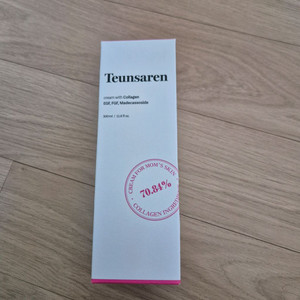 Teunsaren
cream with Collagen
EGF, FGF, Madecassoside
CREAM FOR MOM'S SKIN
70.84%